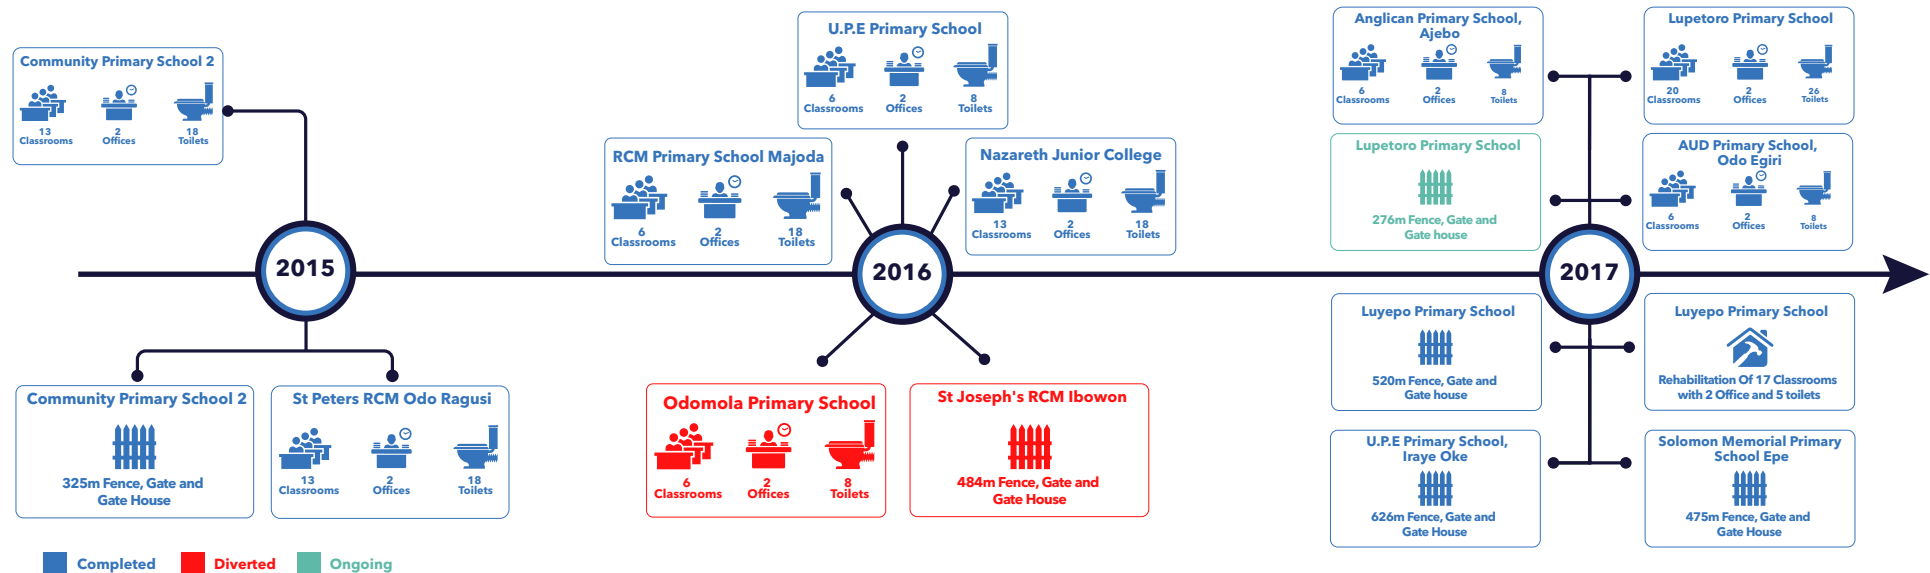 Community Primary School 2
13
Classrooms
2
Offices
18
Toilets
2015
Community Primary School 2
325m Fence, Gate and
Gate House
St Peters RCM Odo Ragusi
13
Classrooms
2
Offices
18
Toilets
U.P.E Primary School
6
Classrooms
2
Offices
8
Toilets
RCM Primary School Majoda
6
Classrooms
2
Offices
18
Toilets
Nazareth Junior College
13
Classrooms
2
Offices
18
Toilets
2016
Odomola Primary School
6
Classrooms
2
Offices
8
Toilets
St Joseph's RCM Ibowon
484m Fence, Gate and
Gate House
Anglican Primary School,
Ajebo
6
Classrooms
2
Offices
8
Toilets
Lupetoro Primary School
20
Classrooms
2
Offices
26
Toilets
Lupetoro Primary School
276m Fence, Gate and
Gate house
AUD Primary School,
Odo Egiri
6
Classrooms
2
Offices
8
Toilets
2017
Luyepo Primary School
520m Fence, Gate and
Gate house
Luyepo Primary School
Rehabilitation Of 17 Classrooms
with 2 Office and 5 toilets
U.P.E Primary School,
Iraye Oke
626m Fence, Gate and
Gate House
Solomon Memorial Primary
School Epe
475m Fence, Gate and
Gate House
Completed
Diverted
Ongoing